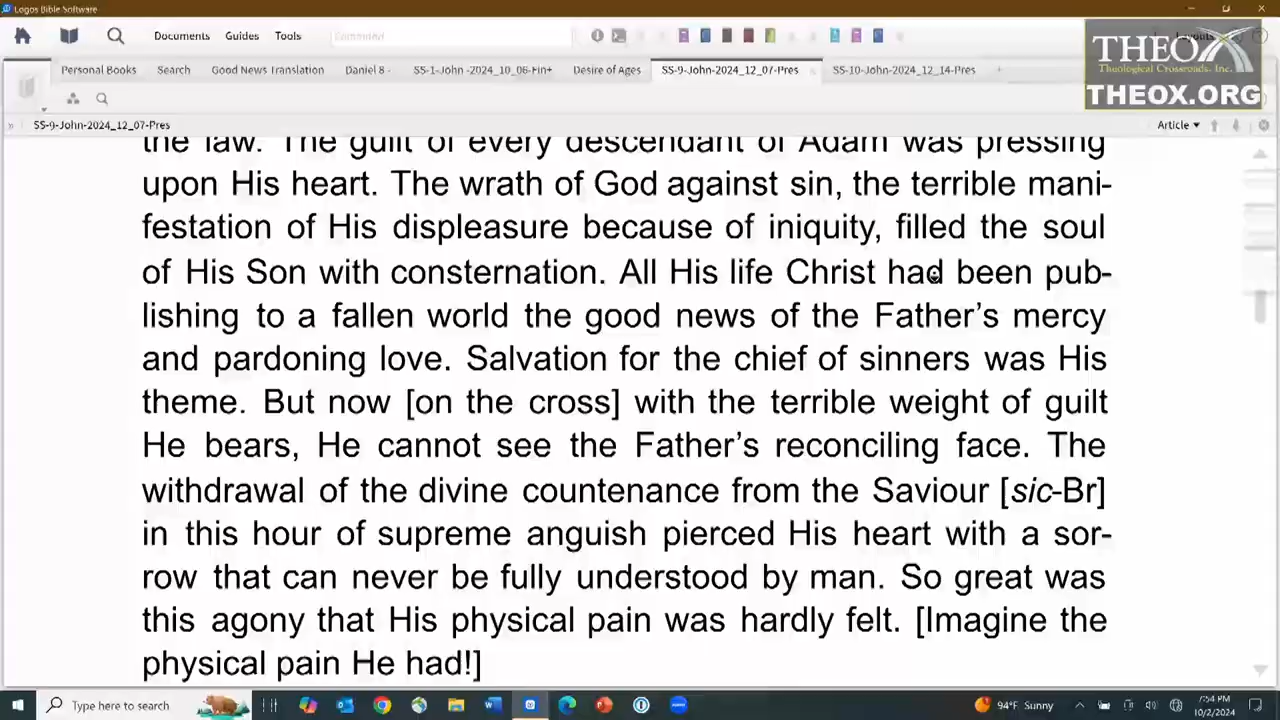 Logos Bible Software
Documents Guides Tools Command
THEOX
Theological Crossroads, Inc.
THEOX.ORG
Personal Books Search Good News Translation Daniel 8 Desire of Ages SS-9-John-2024_12_07-Pres SS-10-John-2024_12_14-Pres +
SS-9-John-2024_12_07-Pres Article
the law. The guilt of every descendant of Adam was pressing
upon His heart. The wrath of God against sin, the terrible mani-
festation of His displeasure because of iniquity, filled the soul
of His Son with consternation. All His life Christ had been pub-
lishing to a fallen world the good news of the Father’s mercy
and pardoning love. Salvation for the chief of sinners was His
theme. But now [on the cross] with the terrible weight of guilt
He bears, He cannot see the Father’s reconciling face. The
withdrawal of the divine countenance from the Saviour [sic-Br]
in this hour of supreme anguish pierced His heart with a sor-
row that can never be fully understood by man. So great was
this agony that His physical pain was hardly felt. [Imagine the
physical pain He had!]
Type here to search
94°F Sunny
7:54 PM
10/2/2024